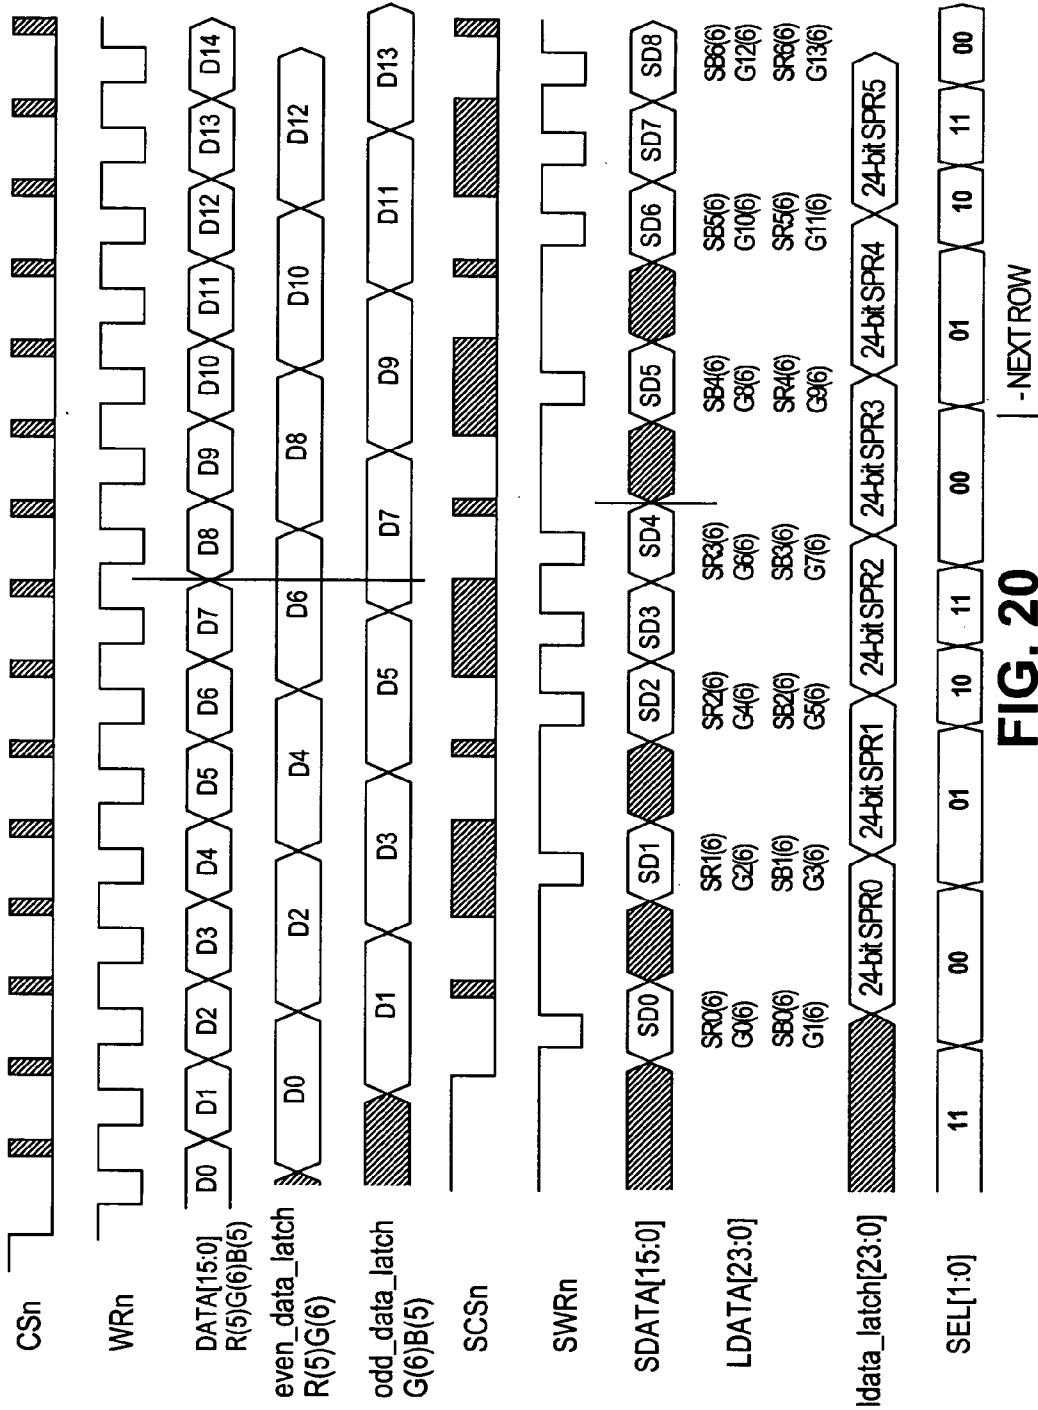 CSn
WRn
DATA[15:0]
R(5)G(6)B(5)
D0 D1 D2 D3 D4 D5 D6 D7 D8 D9 D10 D11 D12 D13 D14
even_data_latch
R(5)G(6)
D0 D2 D4 D6 D8 D10 D12
odd_data_latch
G(6)B(5)
D1 D3 D5 D7 D9 D11 D13
SCSn
SWRn
SDATA[15:0]
SD0 SD1 SD2 SD3 SD4 SD5 SD6 SD7 SD8
LDATA[23:0]
SR0(6) SR1(6) SR2(6) SR3(6) SB4(6) SB5(6) SB6(6)
G0(6) G2(6) G4(6) G6(6) G8(6) G10(6) G12(6)
SB0(6) SB1(6) SB2(6) SB3(6) SR4(6) SR5(6) SR6(6)
G1(6) G3(6) G5(6) G7(6) G9(6) G11(6) G13(6)
ldata_latch[23:0]
24-bit SPR0 24-bit SPR1 24-bit SPR2 24-bit SPR3 24-bit SPR4 24-bit SPR5
SEL[1:0]
11 00 01 10 11 00 01 10 11 00
| - NEXT ROW
FIG. 20